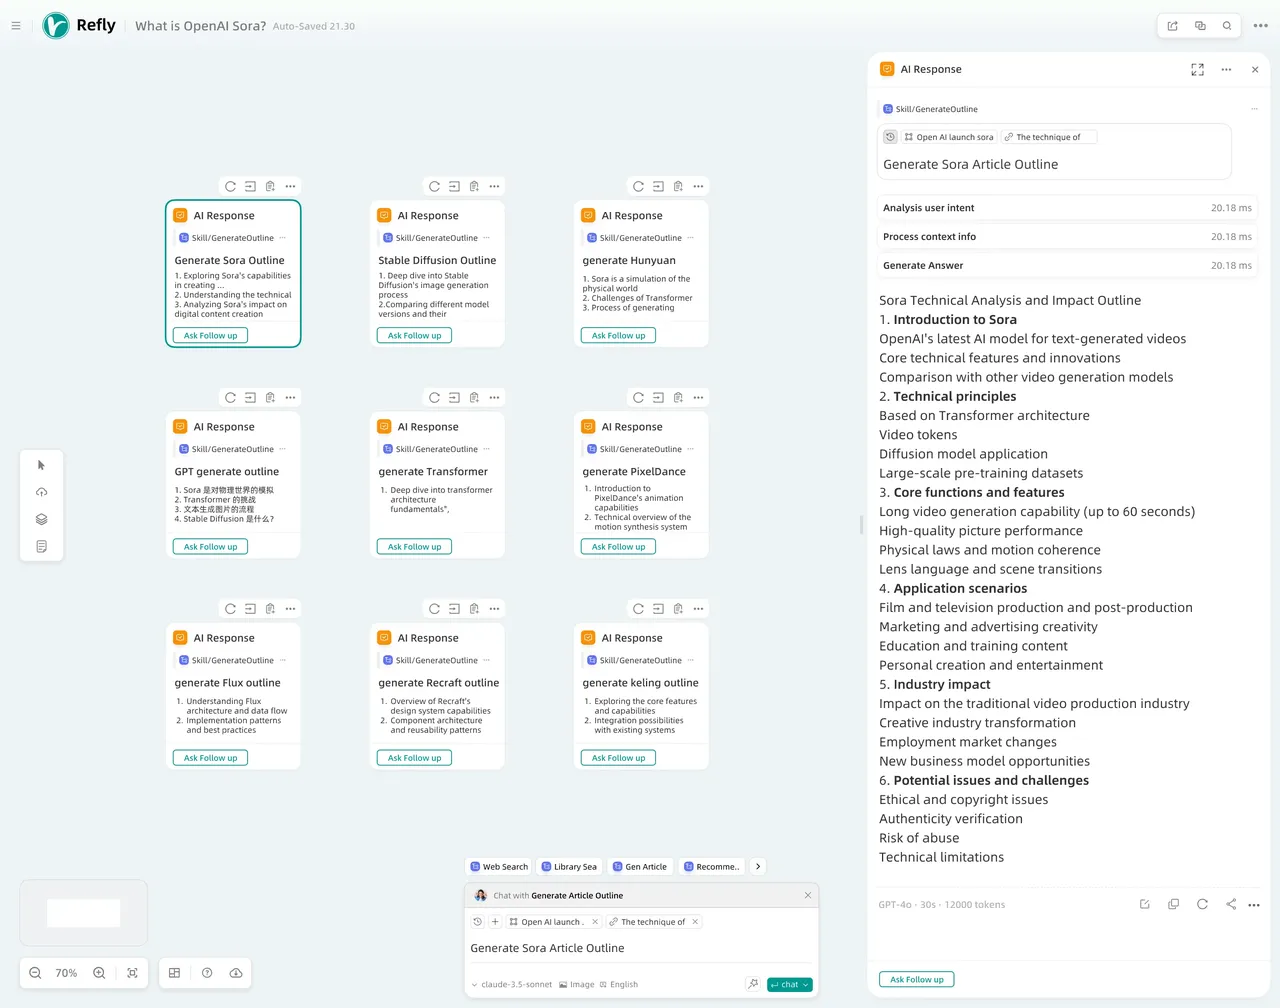 Refly
What is OpenAI Sora?
Auto-Saved 21.30
AI Response
Skill/GenerateOutline
Generate Sora Outline
1. Exploring Sora's capabilities
in creating ...
2. Understanding the technical
3. Analyzing Sora's impact on
digital content creation
Ask Follow up
AI Response
Skill/GenerateOutline
Stable Diffusion Outline
1. Deep dive into Stable
Diffusion's image generation
process
2.Comparing different model
versions and their
Ask Follow up
AI Response
Skill/GenerateOutline
generate Hunyuan
1. Sora is a simulation of the
physical world
2. Challenges of Transformer
3. Process of generating
Ask Follow up
AI Response
Skill/GenerateOutline
GPT generate outline
1. Sora 是对物理世界的模拟
2. Transformer 的挑战
3. 文本生成图片的流程
4. Stable Diffusion 是什么?
Ask Follow up
AI Response
Skill/GenerateOutline
generate Transformer
1. Deep dive into transformer
architecture
fundamentals",
Ask Follow up
AI Response
Skill/GenerateOutline
generate PixelDance
1. Introduction to
PixelDance's animation
capabilities
2. Technical overview of the
motion synthesis system
Ask Follow up
AI Response
Skill/GenerateOutline
generate Flux outline
1. Understanding Flux
architecture and data flow
2. Implementation patterns
and best practices
Ask Follow up
AI Response
Skill/GenerateOutline
generate Recraft outline
1. Overview of Recraft's
design system capabilities
2. Component architecture
and reusability patterns
Ask Follow up
AI Response
Skill/GenerateOutline
generate keling outline
1. Exploring the core features
and capabilities
2. Integration possibilities
with existing systems
Ask Follow up
70%
Web Search
Library Sea
Gen Article
Recomme..
Chat with Generate Article Outline
Open AI launch .
The technique of
Generate Sora Article Outline
claude-3.5-sonnet
Image
English
chat
AI Response
Skill/GenerateOutline
Open AI launch sora
The technique of
Generate Sora Article Outline
Analysis user intent 20.18 ms
Process context info 20.18 ms
Generate Answer 20.18 ms
Sora Technical Analysis and Impact Outline
1. Introduction to Sora
OpenAI's latest AI model for text-generated videos
Core technical features and innovations
Comparison with other video generation models
2. Technical principles
Based on Transformer architecture
Video tokens
Diffusion model application
Large-scale pre-training datasets
3. Core functions and features
Long video generation capability (up to 60 seconds)
High-quality picture performance
Physical laws and motion coherence
Lens language and scene transitions
4. Application scenarios
Film and television production and post-production
Marketing and advertising creativity
Education and training content
Personal creation and entertainment
5. Industry impact
Impact on the traditional video production industry
Creative industry transformation
Employment market changes
New business model opportunities
6. Potential issues and challenges
Ethical and copyright issues
Authenticity verification
Risk of abuse
Technical limitations
GPT-4o · 30s · 12000 tokens
Ask Follow up